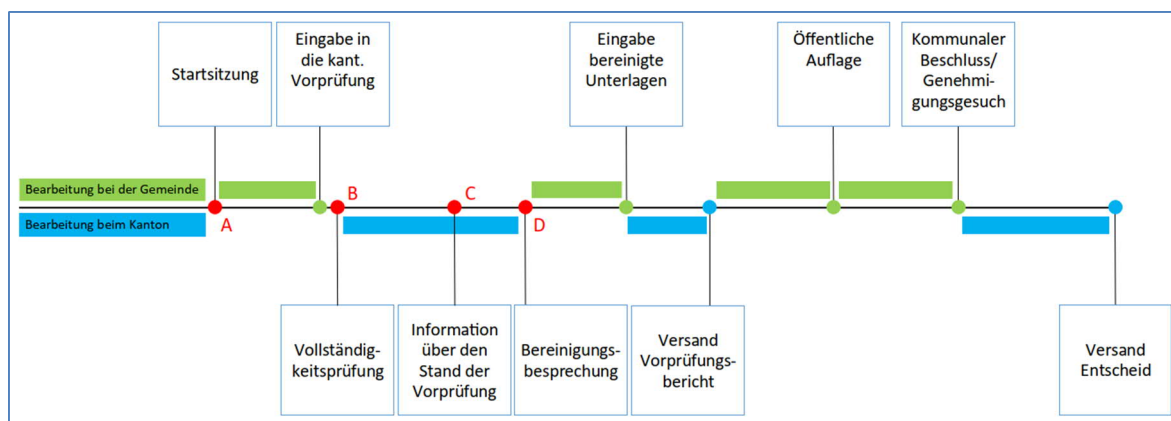 Startsitzung
Eingabe in
die kant.
Vorprüfung
Eingabe
bereinigte
Unterlagen
Öffentliche
Auflage
Kommunaler
Beschluss/
Genehmi-
gungsgesuch
Bearbeitung bei der Gemeinde
B
C
Bearbeitung beim Kanton
A
D
Vollständig-
keitsprüfung
Information
über den
Stand der
Vorprüfung
Bereinigungs-
besprechung
Versand
Vorprüfungs-
bericht
Versand
Entscheid